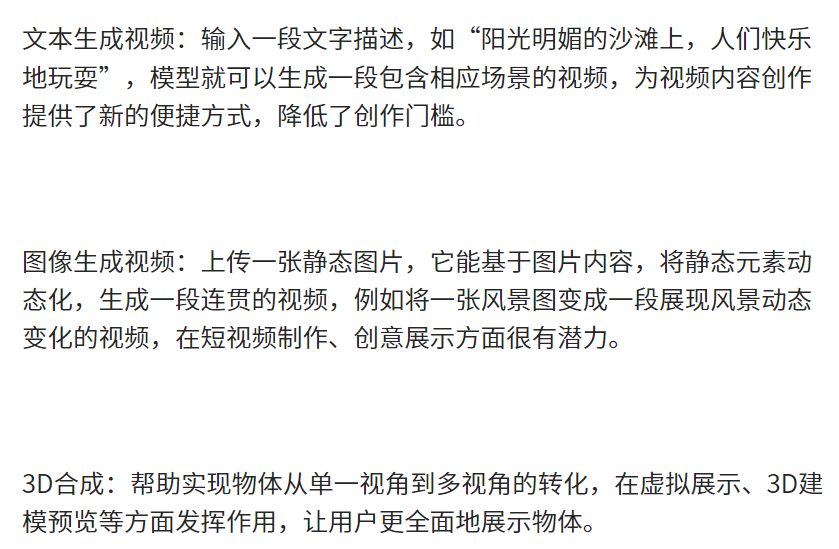 文本生成视频：输入一段文字描述，如“阳光明媚的沙滩上，人们快乐
地玩耍”，模型就可以生成一段包含相应场景的视频，为视频内容创作
提供了新的便捷方式，降低了创作门槛。
图像生成视频：上传一张静态图片，它能基于图片内容，将静态元素动
态化，生成一段连贯的视频，例如将一张风景图变成一段展现风景动态
变化的视频，在短视频制作、创意展示方面很有潜力。
3D合成：帮助实现物体从单一视角到多视角的转化，在虚拟展示、3D建
模预览等方面发挥作用，让用户更全面地展示物体。